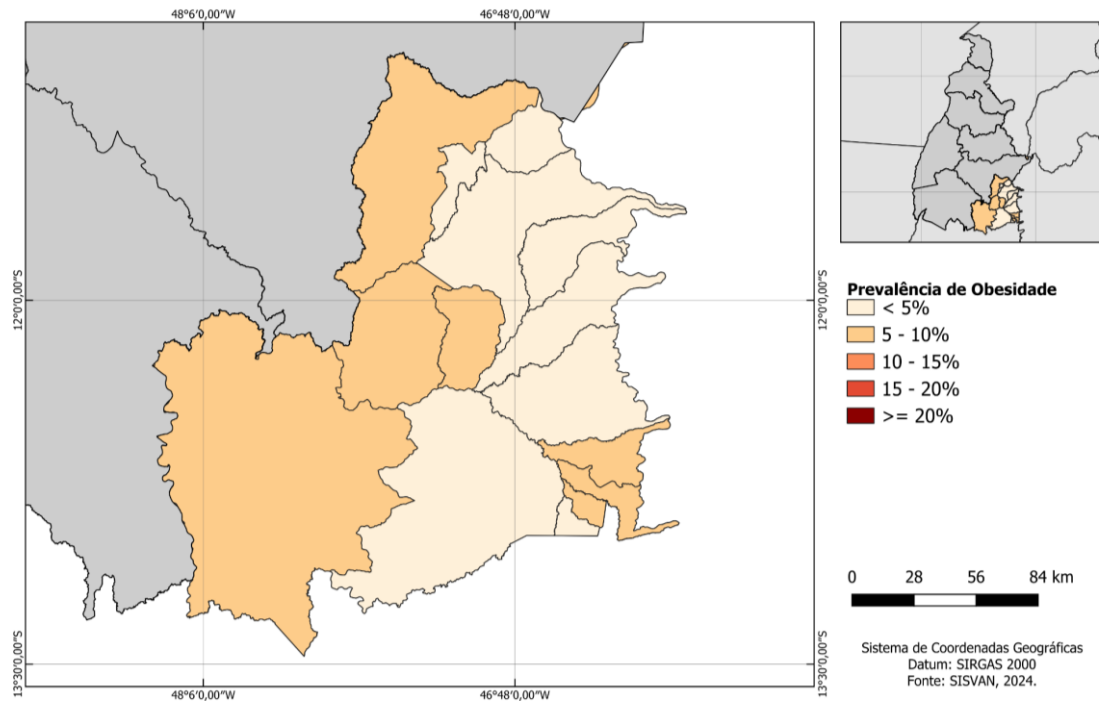 48°6′0,00″W
46°48′0,00″W
12°0′0,00″S
12°0′0,00″S
13°30′0,00″S
13°30′0,00″S
48°6′0,00″W
46°48′0,00″W
Prevalência de Obesidade
< 5%
5 - 10%
10 - 15%
15 - 20%
>= 20%
0 28 56 84 km
Sistema de Coordenadas Geográficas
Datum: SIRGAS 2000
Fonte: SISVAN, 2024.